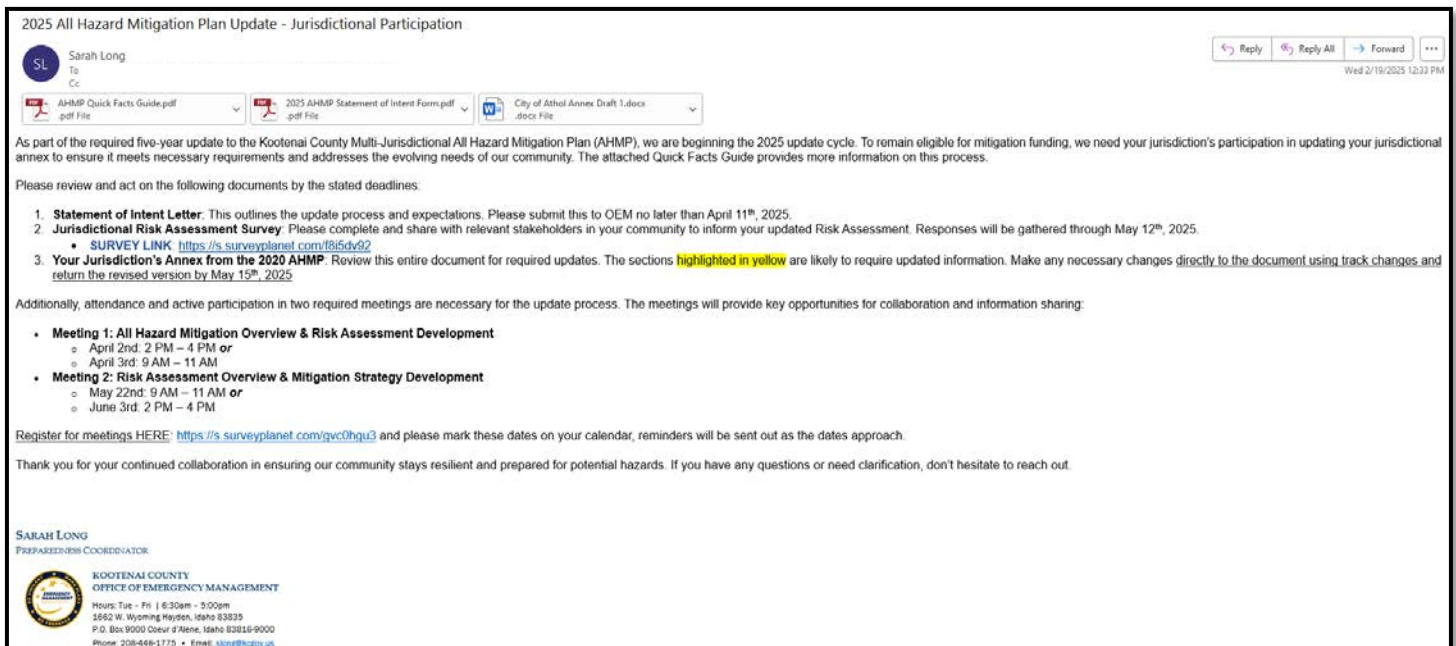 2025 All Hazard Mitigation Plan Update - Jurisdictional Participation
SL
Sarah Long
To
Cc
Reply
Reply All
Forward
Wed 2/19/2025 12:33 PM
AHMP Quick Facts Guide.pdf
.pdf File
2025 AHMP Statement of Intent Form.pdf
.pdf File
City of Athol Annex Draft 1.docx
.docx File
As part of the required five-year update to the Kootenai County Multi-Jurisdictional All Hazard Mitigation Plan (AHMP), we are beginning the 2025 update cycle. To remain eligible for mitigation funding, we need your jurisdiction's participation in updating your jurisdictional
annex to ensure it meets necessary requirements and addresses the evolving needs of our community. The attached Quick Facts Guide provides more information on this process.
Please review and act on the following documents by the stated deadlines:
1. Statement of Intent Letter: This outlines the update process and expectations. Please submit this to OEM no later than April 11th, 2025.
2. Jurisdictional Risk Assessment Survey: Please complete and share with relevant stakeholders in your community to inform your updated Risk Assessment. Responses will be gathered through May 12th, 2025.
• SURVEY LINK: https://s.surveyplanet.com/f8i5dv92
3. Your Jurisdiction's Annex from the 2020 AHMP: Review this entire document for required updates. The sections highlighted in yellow are likely to require updated information. Make any necessary changes directly to the document using track changes and
return the revised version by May 15th, 2025
Additionally, attendance and active participation in two required meetings are necessary for the update process. The meetings will provide key opportunities for collaboration and information sharing:
• Meeting 1: All Hazard Mitigation Overview & Risk Assessment Development
o April 2nd: 2 PM – 4 PM or
o April 3rd: 9 AM – 11 AM
• Meeting 2: Risk Assessment Overview & Mitigation Strategy Development
o May 22nd: 9 AM – 11 AM or
o June 3rd: 2 PM – 4 PM
Register for meetings HERE: https://s.surveyplanet.com/gvc0hgu3 and please mark these dates on your calendar, reminders will be sent out as the dates approach.
Thank you for your continued collaboration in ensuring our community stays resilient and prepared for potential hazards. If you have any questions or need clarification, don't hesitate to reach out.
SARAH LONG
PREPAREDNESS COORDINATOR
KOOTENAI COUNTY
OFFICE OF EMERGENCY MANAGEMENT
Hours: Tue - Fri | 6:30am - 5:00pm
1662 W. Wyoming Hayden, Idaho 83835
P.O. Box 9000 Coeur d'Alene, Idaho 83816-9000
Phone: 208-446-1775 • Email: slong@kcgov.us